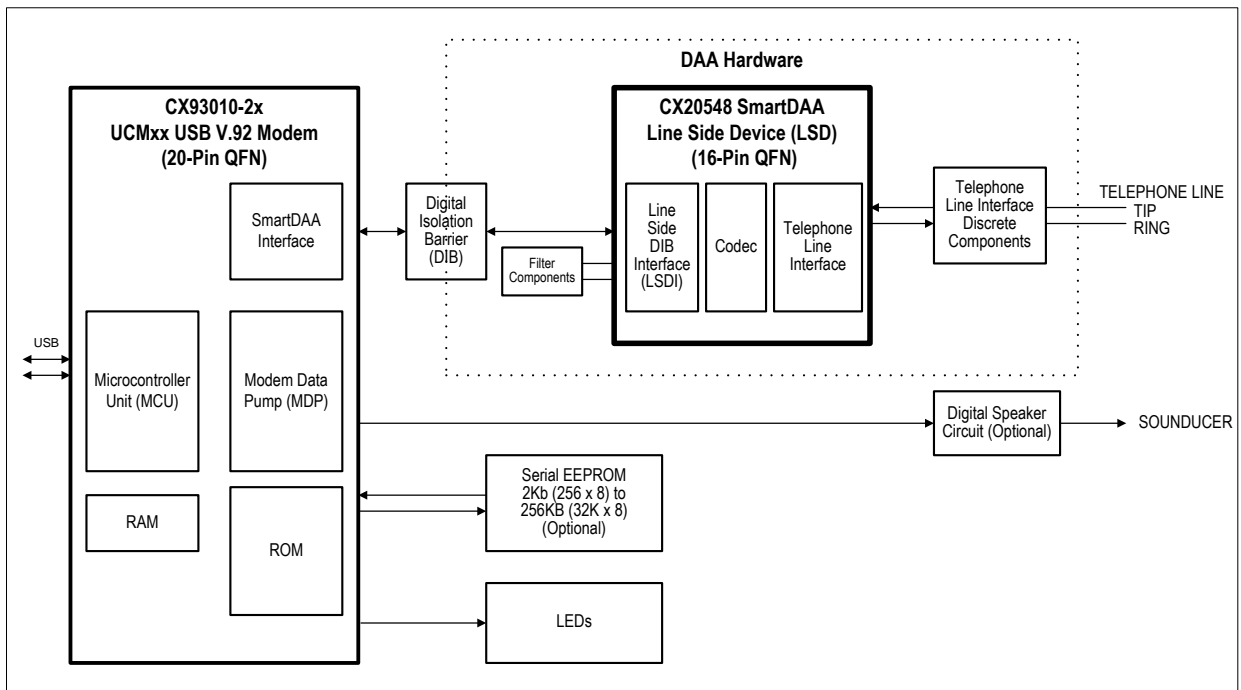 DAA Hardware
CX93010-2x
UCMxx USB V.92 Modem
(20-Pin QFN)
CX20548 SmartDAA
Line Side Device (LSD)
(16-Pin QFN)
SmartDAA
Interface
Digital
Isolation
Barrier
(DIB)
Filter
Components
Line
Side
DIB
Interface
(LSDI)
Codec
Telephone
Line
Interface
Telephone
Line Interface
Discrete
Components
TELEPHONE LINE
TIP
RING
USB
Microcontroller
Unit (MCU)
Modem Data
Pump (MDP)
Digital Speaker
Circuit (Optional)
SOUNDUCER
RAM
ROM
Serial EEPROM
2Kb (256 x 8) to
256KB (32K x 8)
(Optional)
LEDs